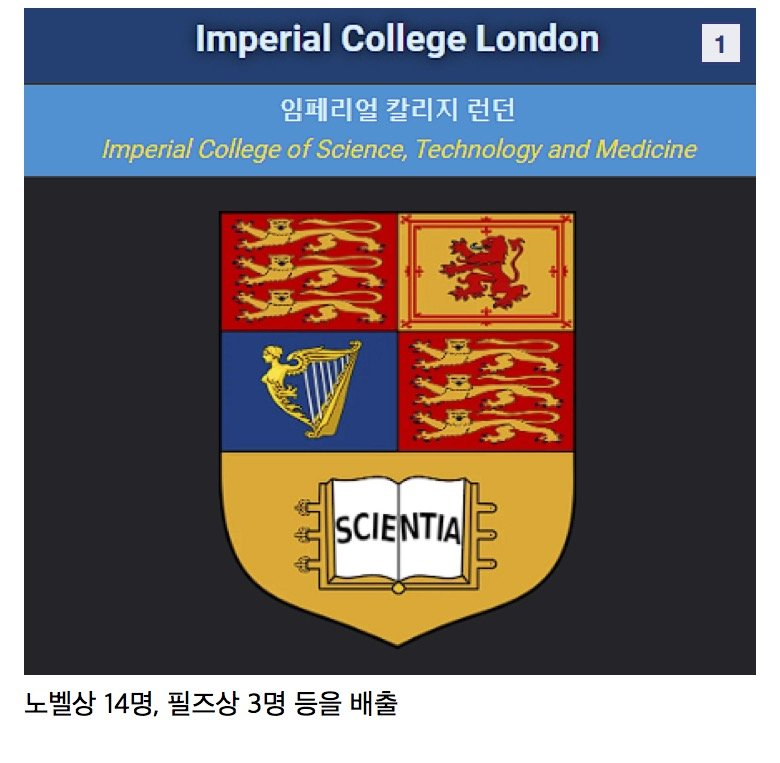 Imperial College London
1
임페리얼 칼리지 런던
Imperial College of Science, Technology and Medicine
SCIENTIA
노벨상 14명, 필즈상 3명 등을 배출